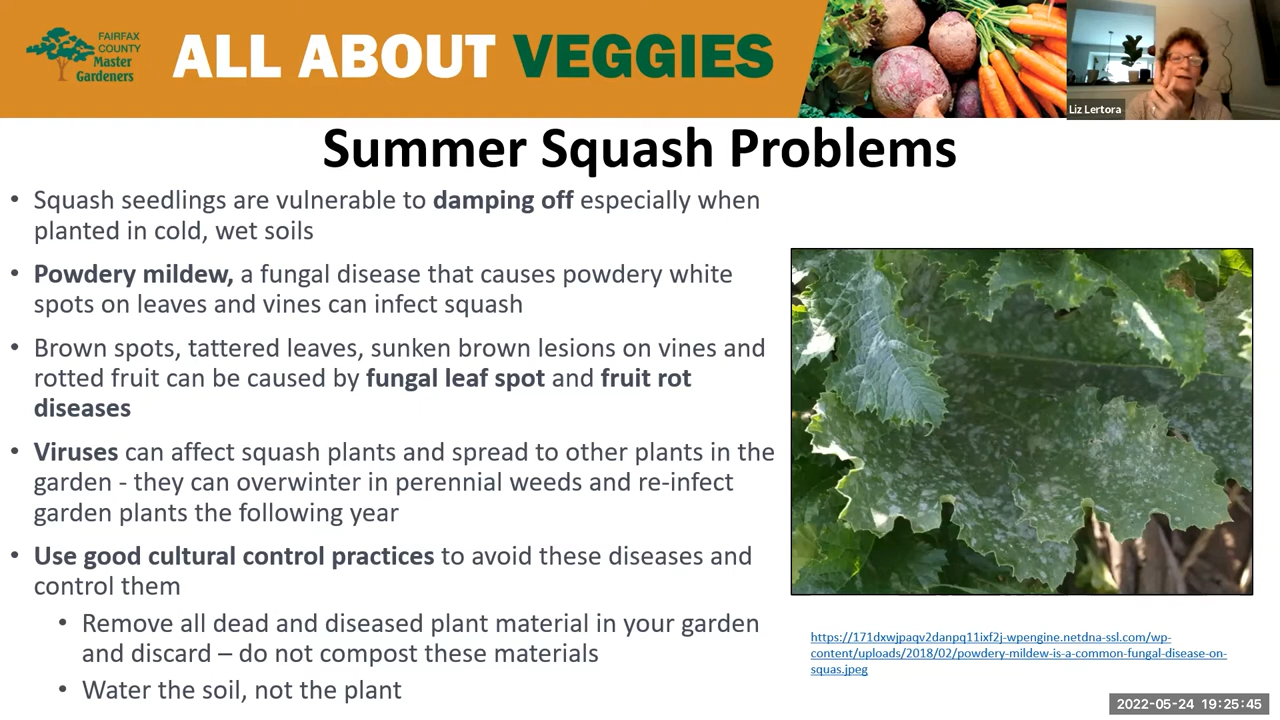 FAIRFAX
COUNTY
Master
Gardeners
ALL ABOUT VEGGIES
Liz Lertora
Summer Squash Problems
• Squash seedlings are vulnerable to damping off especially when
planted in cold, wet soils
• Powdery mildew, a fungal disease that causes powdery white
spots on leaves and vines can infect squash
• Brown spots, tattered leaves, sunken brown lesions on vines and
rotted fruit can be caused by fungal leaf spot and fruit rot
diseases
• Viruses can affect squash plants and spread to other plants in the
garden - they can overwinter in perennial weeds and re-infect
garden plants the following year
• Use good cultural control practices to avoid these diseases and
control them
• Remove all dead and diseased plant material in your garden
and discard – do not compost these materials
• Water the soil, not the plant
https://171dxwjpaqv2danpq11ixf2j-wpengine.netdna-ssl.com/wp-
content/uploads/2018/02/powdery-mildew-is-a-common-fungal-disease-on-
squas.jpeg
2022-05-24 19:25:45